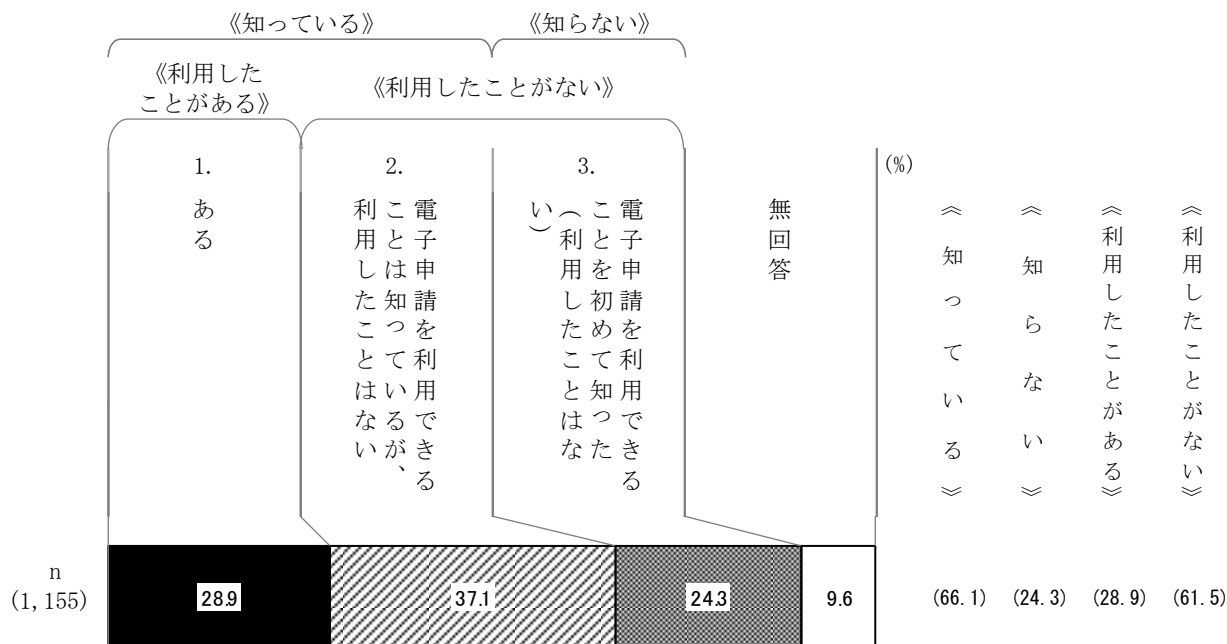 《知っている》
《知らない》
《利用した
ことがある》
《利用したことがない》
1.
ある
2.
電子申請を利用できる
ことは知っているが、
利用したことはない
3.
電子申請を利用できる
ことを初めて知った
（利用したことはな
い）
無回答
(%)
《知っている》
《知らない》
《利用したことがある》
《利用したことがない》
n
(1,155)
28.9
37.1
24.3
9.6
(66.1)
(24.3)
(28.9)
(61.5)